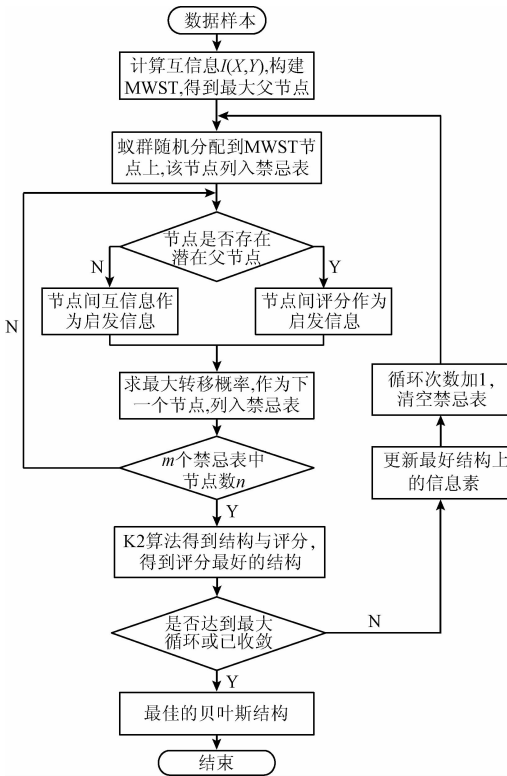 数据样本
计算互信息I(X,Y),构建
MWST,得到最大父节点
蚁群随机分配到MWST节
点上,该节点列入禁忌表
节点是否存在
潜在父节点
N
Y
节点间互信息作
为启发信息
节点间评分作为
启发信息
N
求最大转移概率,作为下
一个节点,列入禁忌表
循环次数加1,
清空禁忌表
m个禁忌表中
节点数n
更新最好结构上
的信息素
Y
K2算法得到结构与评分,
得到评分最好的结构
是否达到最大
循环或已收敛
N
Y
最佳的贝叶斯结构
结束